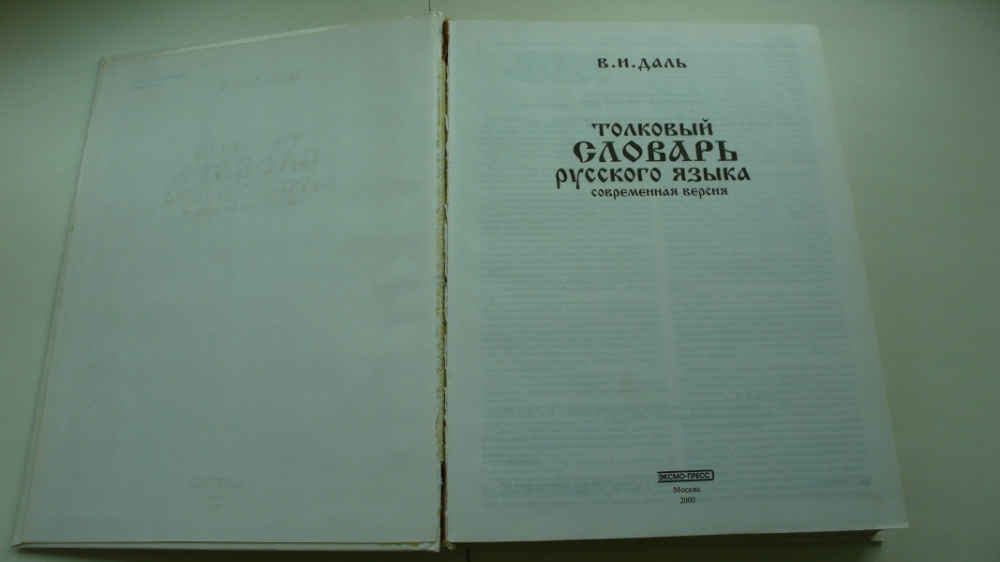 В.И.ДАЛЬ
ТОЛКОВЫЙ
СЛОВАРЬ
РУССКОГО ЯЗЫКА
СОВРЕМЕННАЯ ВЕРСИЯ
ЭКСМО-ПРЕСС
Москва
2000